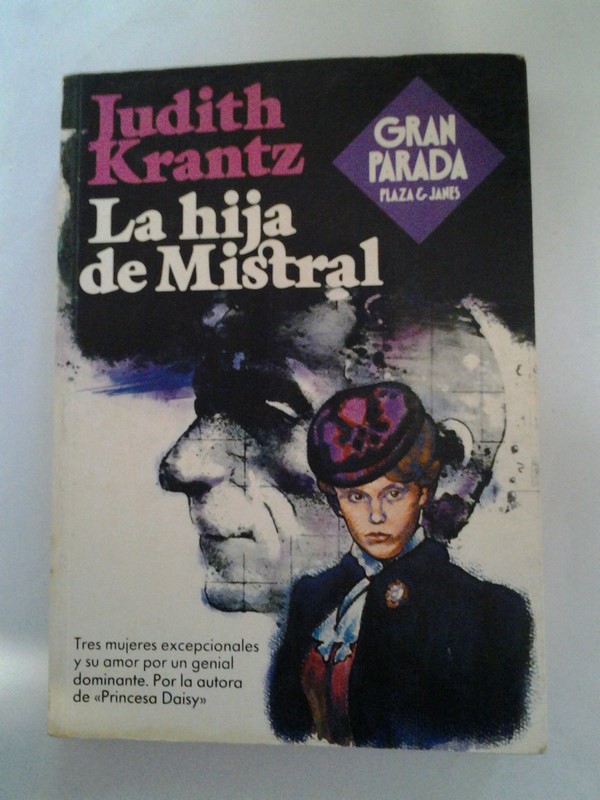 Judith
Krantz
La hija
de Mistral
GRAN
PARADA
PLAZA & JANES
Tres mujeres excepcionales
y su amor por un genial
dominante. Por la autora
de «Princesa Daisy»